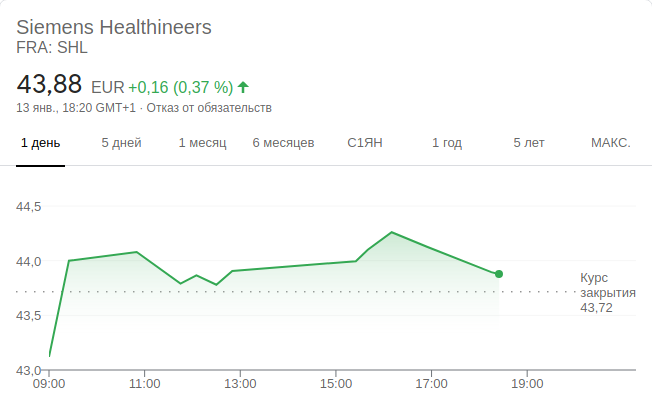 Siemens Healthineers
FRA: SHL
43,88 EUR +0,16 (0,37 %)
13 янв., 18:20 GMT+1 · Отказ от обязательств
1 день 5 дней 1 месяц 6 месяцев С1ЯН 1 год 5 лет МАКС.
44,5
44,0
Курс
закрытия
43,72
43,5
43,0
09:00 11:00 13:00 15:00 17:00 19:00